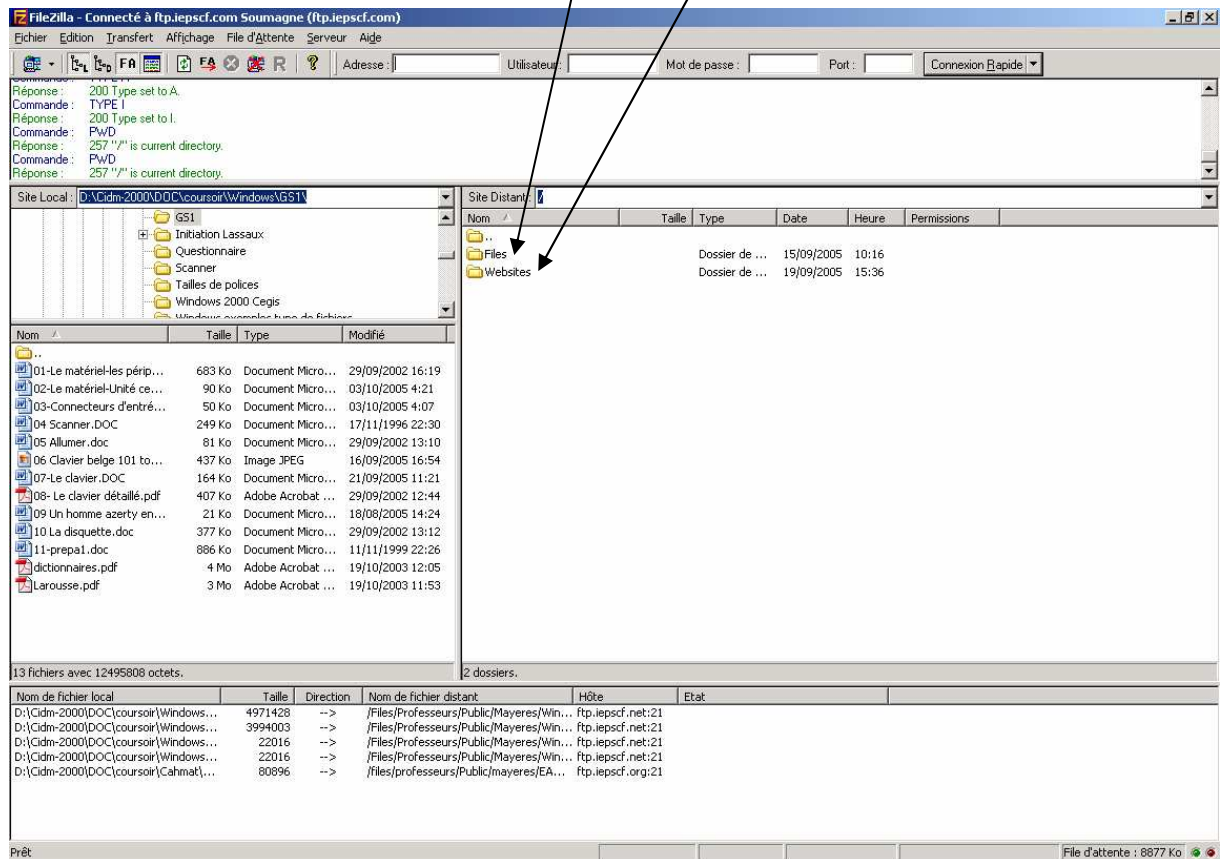 FileZilla - Connecté à ftp.iepscf.com Soumagne (ftp.iepscf.com)
Fichier Edition Transfert Affichage File d'Attente Serveur Aide
Adresse : Utilisateur: Mot de passe : Port : Connexion Rapide
Réponse : 200 Type set to A.
Commande : TYPE I
Réponse : 200 Type set to I.
Commande : PWD
Réponse : 257 "/" is current directory.
Commande : PWD
Réponse : 257 "/" is current directory.
Site Local : D:\Cidm-2000\DOC\coursoir\Windows\GS1\
GS1
Initiation Lassaux
Questionnaire
Scanner
Tailles de polices
Windows 2000 Cegis
Nom Taille Type Modifié
..
01-Le matériel-les périp... 683 Ko Document Micro... 29/09/2002 16:19
02-Le matériel-Unité ce... 90 Ko Document Micro... 03/10/2005 4:21
03-Connecteurs d'entré... 50 Ko Document Micro... 03/10/2005 4:07
04 Scanner.DOC 249 Ko Document Micro... 17/11/1996 22:30
05 Allumer.doc 81 Ko Document Micro... 29/09/2002 13:10
06 Clavier belge 101 to... 437 Ko Image JPEG 16/09/2005 16:54
07-Le clavier.DOC 164 Ko Document Micro... 21/09/2005 11:21
08- Le clavier détaillé.pdf 407 Ko Adobe Acrobat ... 29/09/2002 12:44
09 Un homme azerty en... 21 Ko Document Micro... 18/08/2005 14:24
10 La disquette.doc 377 Ko Document Micro... 29/09/2002 13:12
11-prepa1.doc 886 Ko Document Micro... 11/11/1999 22:26
dictionnaires.pdf 4 Mo Adobe Acrobat ... 19/10/2003 12:05
Larousse.pdf 3 Mo Adobe Acrobat ... 19/10/2003 11:53
13 fichiers avec 12495808 octets.
Site Distant : /
Nom Taille Type Date Heure Permissions
..
Files Dossier de ... 15/09/2005 10:16
Websites Dossier de ... 19/09/2005 15:36
2 dossiers.
Nom de fichier local Taille Direction Nom de fichier distant Hôte Etat
D:\Cidm-2000\DOC\coursoir\Windows... 4971428 --> /Files/Professeurs/Public/Mayeres/Win... ftp.iepscf.net:21
D:\Cidm-2000\DOC\coursoir\Windows... 3994003 --> /Files/Professeurs/Public/Mayeres/Win... ftp.iepscf.net:21
D:\Cidm-2000\DOC\coursoir\Windows... 22016 --> /Files/Professeurs/Public/Mayeres/Win... ftp.iepscf.net:21
D:\Cidm-2000\DOC\coursoir\Windows... 22016 --> /Files/Professeurs/Public/Mayeres/Win... ftp.iepscf.net:21
D:\Cidm-2000\DOC\coursoir\Cahmat\... 80896 --> /files/professeurs/Public/mayeres/EA... ftp.iepscf.org:21
Prêt File d'attente : 8877 Ko